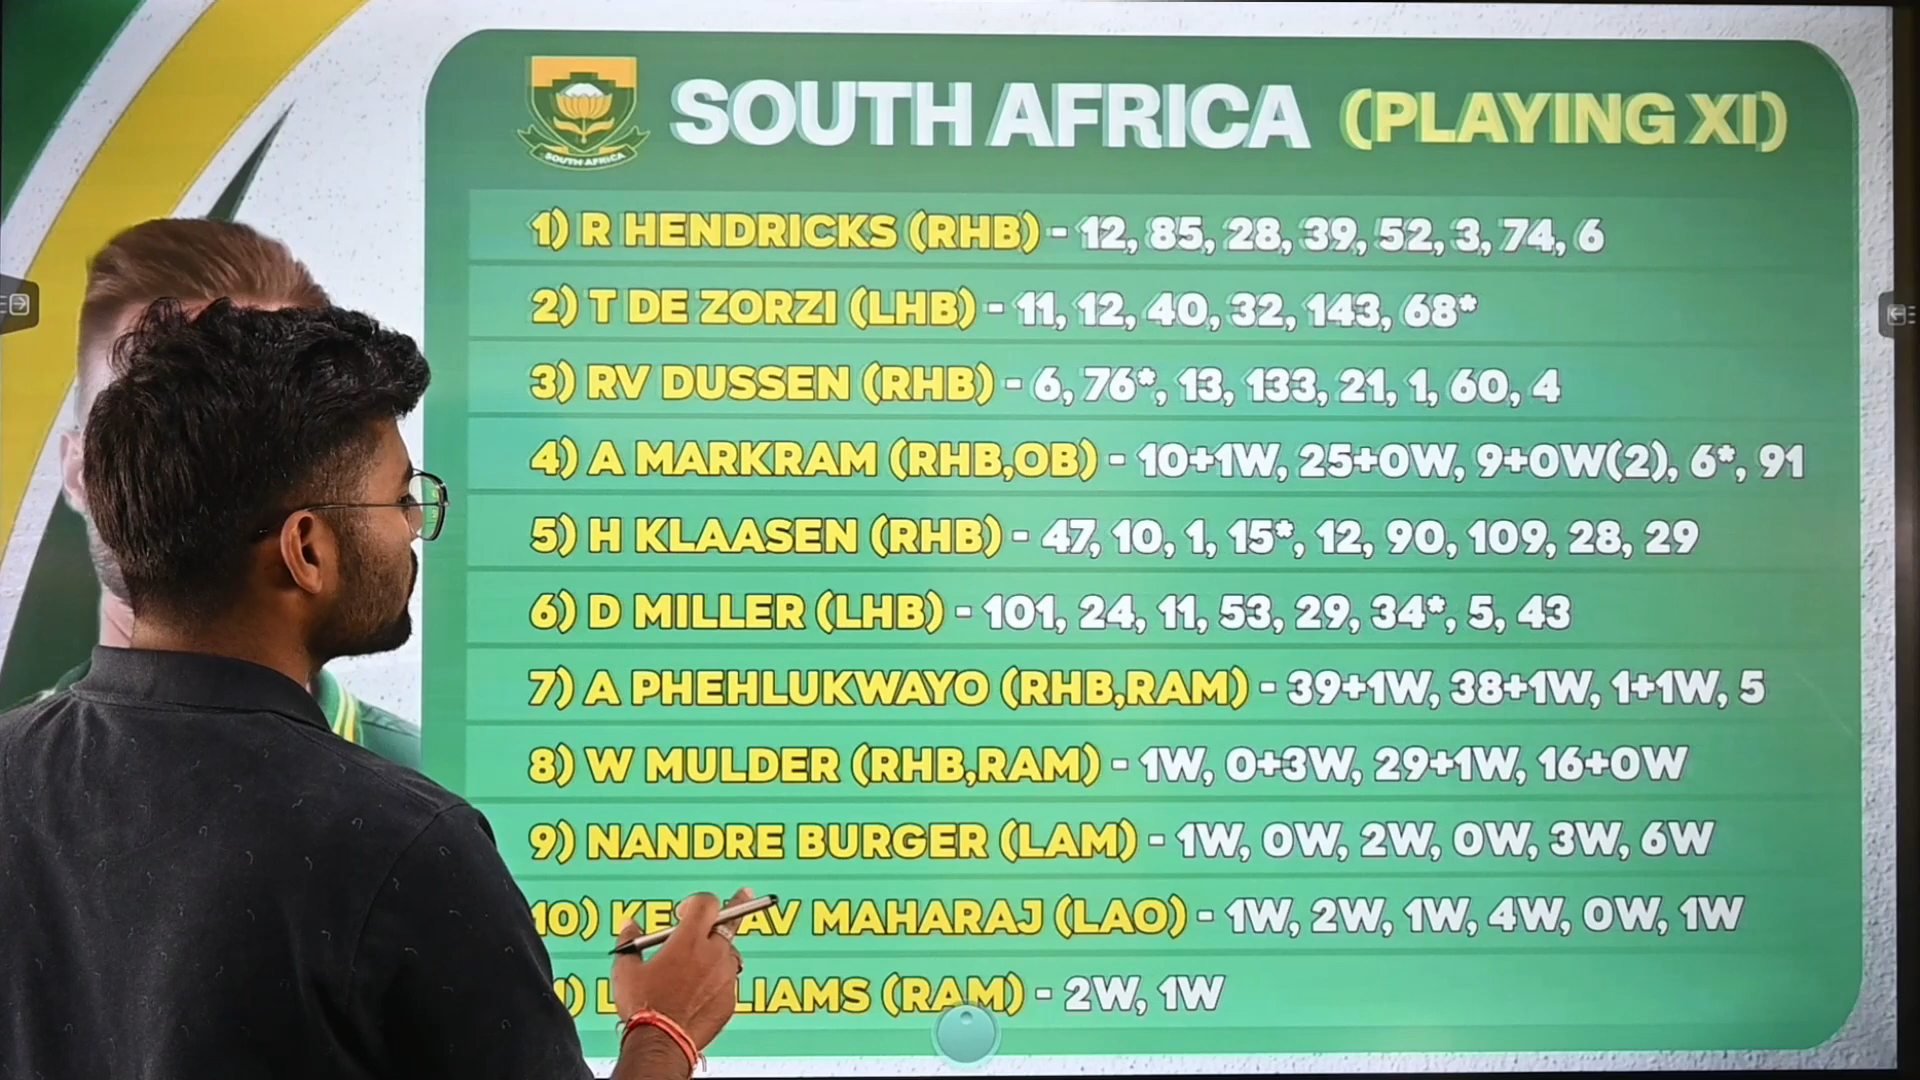 SOUTH AFRICA
SOUTH AFRICA (PLAYING XI)
1) R HENDRICKS (RHB) - 12, 85, 28, 39, 52, 3, 74, 6
2) T DE ZORZI (LHB) - 11, 12, 40, 32, 143, 68*
3) RV DUSSEN (RHB) - 6, 76*, 13, 133, 21, 1, 60, 4
4) A MARKRAM (RHB,OB) - 10+1W, 25+0W, 9+0W(2), 6*, 91
5) H KLAASEN (RHB) - 47, 10, 1, 15*, 12, 90, 109, 28, 29
6) D MILLER (LHB) - 101, 24, 11, 53, 29, 34*, 5, 43
7) A PHEHLUKWAYO (RHB,RAM) - 39+1W, 38+1W, 1+1W, 5
8) W MULDER (RHB,RAM) - 1W, 0+3W, 29+1W, 16+0W
9) NANDRE BURGER (LAM) - 1W, 0W, 2W, 0W, 3W, 6W
10) MAHARAJ (LAO) - 1W, 2W, 1W, 4W, 0W, 1W
(RAM) - 2W, 1W